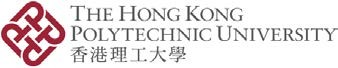 THE HONG KONG
POLYTECHNIC UNIVERSITY
香港理工大學